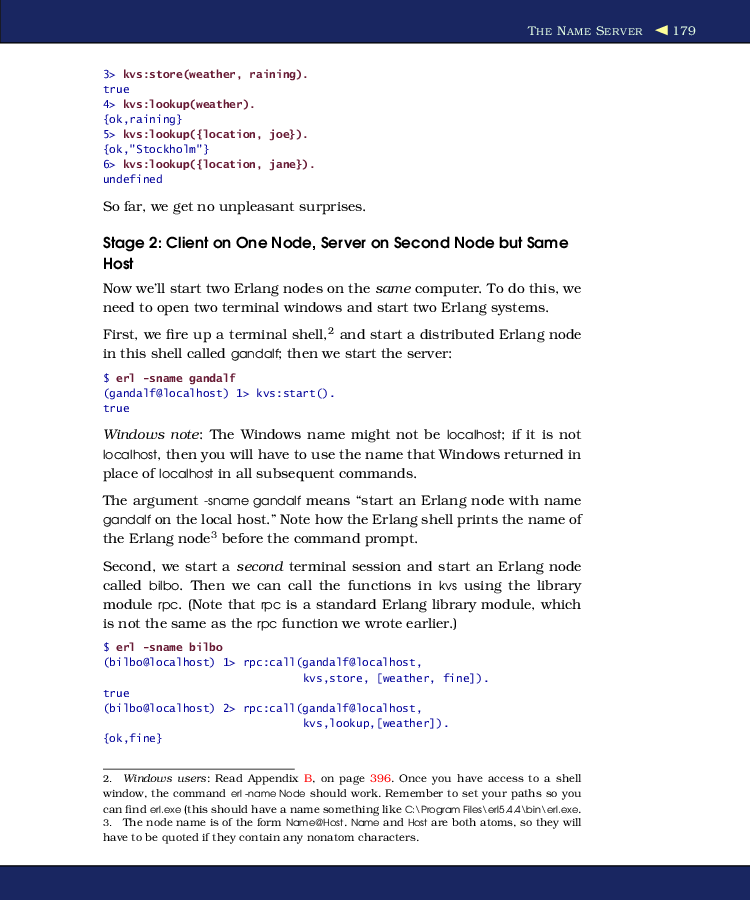 THE NAME SERVER ◀ 179
3> kvs:store(weather, raining).
true
4> kvs:lookup(weather).
{ok,raining}
5> kvs:lookup({location, joe}).
{ok,"Stockholm"}
6> kvs:lookup({location, jane}).
undefined
So far, we get no unpleasant surprises.
Stage 2: Client on One Node, Server on Second Node but Same
Host
Now we’ll start two Erlang nodes on the same computer. To do this, we
need to open two terminal windows and start two Erlang systems.
First, we fire up a terminal shell,2 and start a distributed Erlang node
in this shell called gandalf; then we start the server:
$ erl -sname gandalf
(gandalf@localhost) 1> kvs:start().
true
Windows note: The Windows name might not be localhost; if it is not
localhost, then you will have to use the name that Windows returned in
place of localhost in all subsequent commands.
The argument -sname gandalf means “start an Erlang node with name
gandalf on the local host.” Note how the Erlang shell prints the name of
the Erlang node3 before the command prompt.
Second, we start a second terminal session and start an Erlang node
called bilbo. Then we can call the functions in kvs using the library
module rpc. (Note that rpc is a standard Erlang library module, which
is not the same as the rpc function we wrote earlier.)
$ erl -sname bilbo
(bilbo@localhost) 1> rpc:call(gandalf@localhost,
kvs,store, [weather, fine]).
true
(bilbo@localhost) 2> rpc:call(gandalf@localhost,
kvs,lookup,[weather]).
{ok,fine}
2. Windows users: Read Appendix B, on page 396. Once you have access to a shell
window, the command erl -name Node should work. Remember to set your paths so you
can find erl.exe (this should have a name something like C:\Program Files\erl5.4.4\bin\erl.exe.
3. The node name is of the form Name@Host. Name and Host are both atoms, so they will
have to be quoted if they contain any nonatom characters.